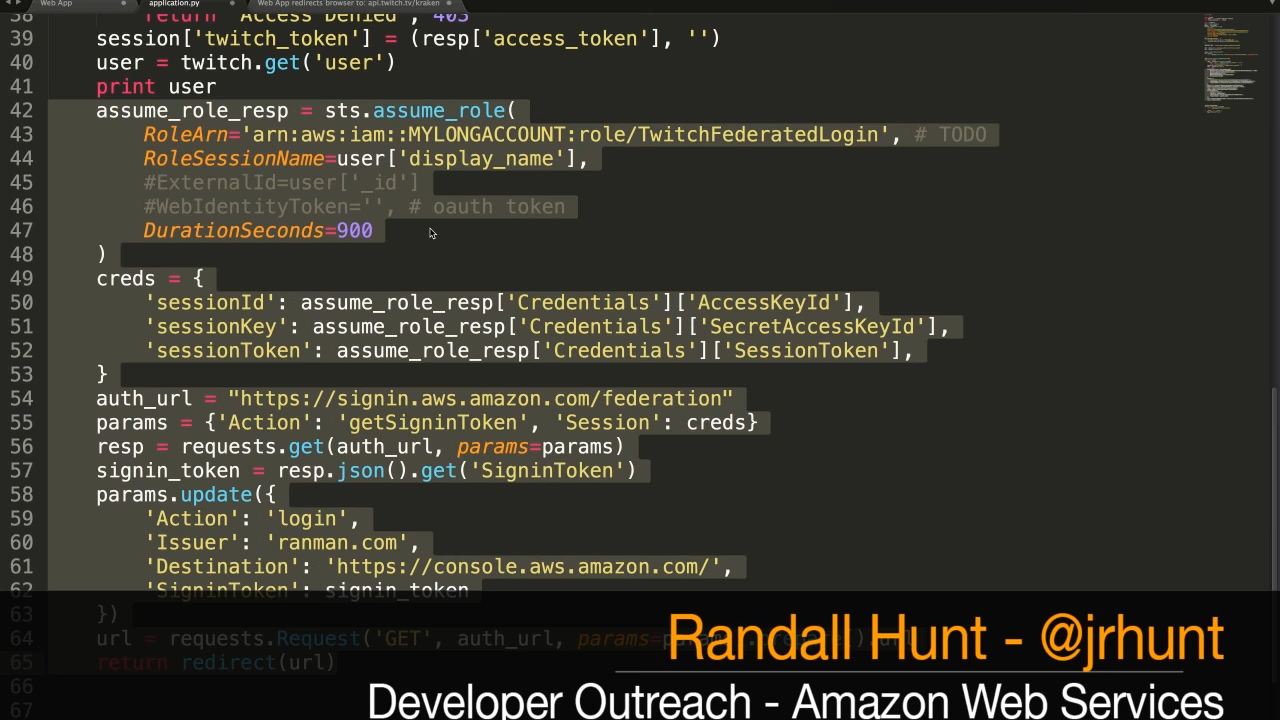 Web App
application.py
Web App redirects browser to: api.twitch.tv/kraken
38 return "Access Denied", 403
39 session['twitch_token'] = (resp['access_token'], '')
40 user = twitch.get('user')
41 print user
42 assume_role_resp = sts.assume_role(
43 RoleArn='arn:aws:iam::MYLONGACCOUNT:role/TwitchFederatedLogin', # TODO
44 RoleSessionName=user['display_name'],
45 #ExternalId=user['_id']
46 #WebIdentityToken='', # oauth token
47 DurationSeconds=900
48 )
49 creds = {
50 'sessionId': assume_role_resp['Credentials']['AccessKeyId'],
51 'sessionKey': assume_role_resp['Credentials']['SecretAccessKeyId'],
52 'sessionToken': assume_role_resp['Credentials']['SessionToken'],
53 }
54 auth_url = "https://signin.aws.amazon.com/federation"
55 params = {'Action': 'getSigninToken', 'Session': creds}
56 resp = requests.get(auth_url, params=params)
57 signin_token = resp.json().get('SigninToken')
58 params.update({
59 'Action': 'login',
60 'Issuer': 'ranman.com',
61 'Destination': 'https://console.aws.amazon.com/',
62 'SigninToken': signin_token
63 })
64 url = requests.Request('GET', auth_url,
65 return redirect(url)
66
67
Randall Hunt - @jrhunt
Developer Outreach - Amazon Web Services